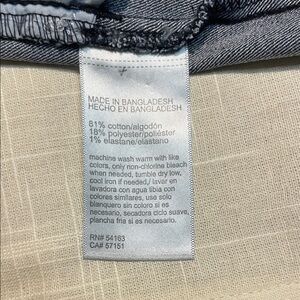 MADE IN BANGLADESH
HECHO EN BANGLADESH
81% cotton/algodón
18% polyester/poliéster
1% elastane/elastano
machine wash warm with like
colors, only non-chlorine bleach
when needed, tumble dry low,
cool iron if needed,/ lavar en
lavadora con agua tibia con
colores similares, use solo
blanquero sin coloro si es
necesario, secadora ciclo suave,
plancha fria si es necesario.
RN# 54163
CA# 57151